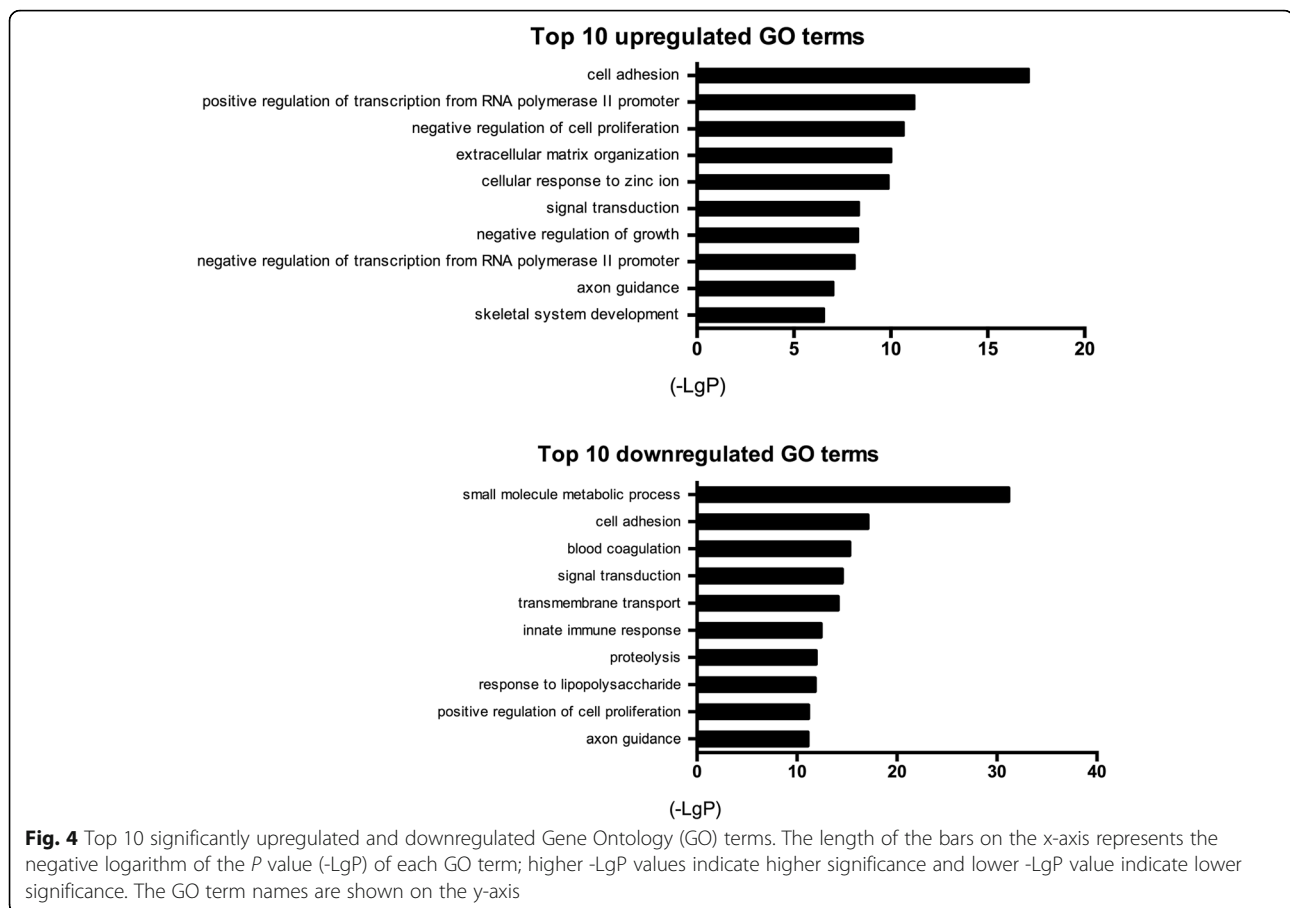 Top 10 upregulated GO terms
cell adhesion
positive regulation of transcription from RNA polymerase II promoter
negative regulation of cell proliferation
extracellular matrix organization
cellular response to zinc ion
signal transduction
negative regulation of growth
negative regulation of transcription from RNA polymerase II promoter
axon guidance
skeletal system development
0 5 10 15 20
(-LgP)
Top 10 downregulated GO terms
small molecule metabolic process
cell adhesion
blood coagulation
signal transduction
transmembrane transport
innate immune response
proteolysis
response to lipopolysaccharide
positive regulation of cell proliferation
axon guidance
0 10 20 30 40
(-LgP)
Fig. 4 Top 10 significantly upregulated and downregulated Gene Ontology (GO) terms. The length of the bars on the x-axis represents the
negative logarithm of the P value (-LgP) of each GO term; higher -LgP values indicate higher significance and lower -LgP value indicate lower
significance. The GO term names are shown on the y-axis